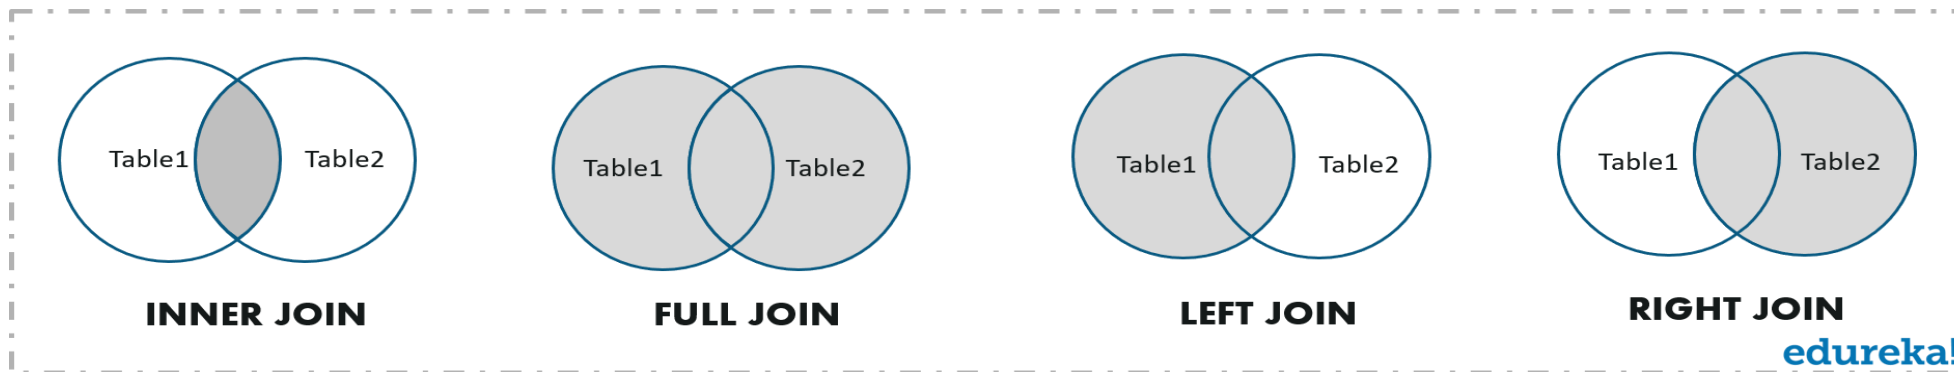 Table1 Table2
INNER JOIN
Table1 Table2
FULL JOIN
Table1 Table2
LEFT JOIN
Table1 Table2
RIGHT JOIN
edureka!